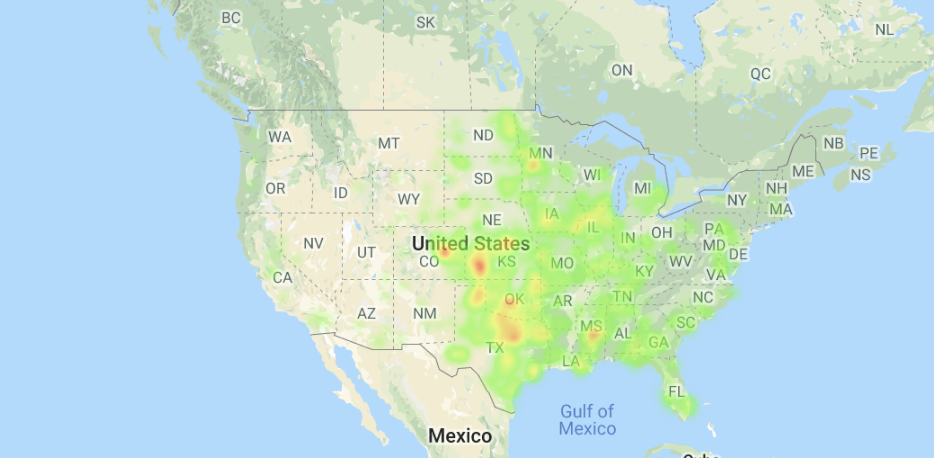 BC
SK
NL
ON
QC
WA
MT
ND
MN
NB
PE
ME
NS
OR
ID
SD
WI
MI
NH
WY
NY
MA
NE
IA
IL
IN
OH
PA
MD
DE
NV
UT
United States
CO
KS
MO
WV
VA
KY
CA
AZ
NM
OK
AR
TN
NC
SC
MS
AL
GA
TX
LA
FL
Gulf of
Mexico
Mexico
Cuba